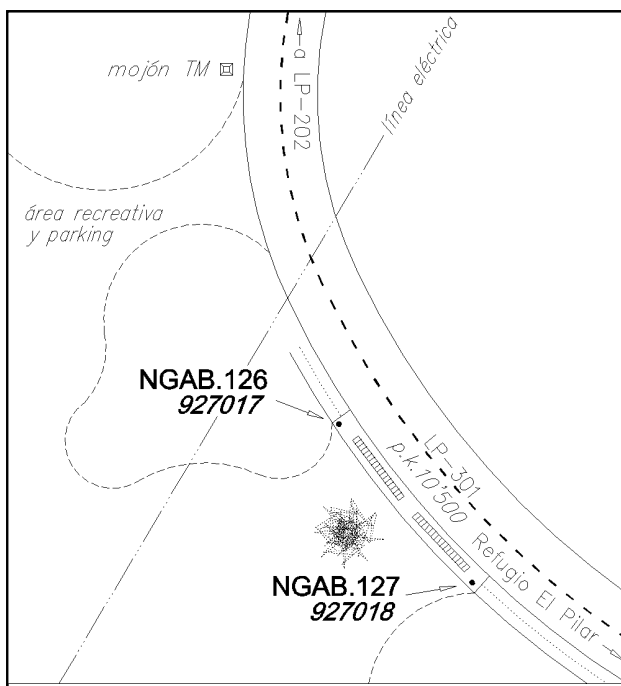 mojón TM
a LP-202
línea eléctrica
área recreativa
y parking
NGAB.126
927017
LP-301
p.k.10'500
Refugio El Pilar
NGAB.127
927018